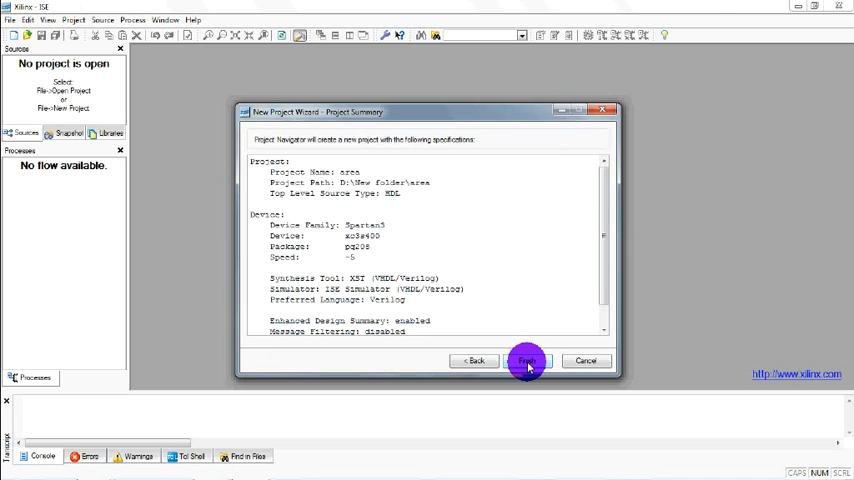 Xilinx - ISE
File Edit View Project Source Process Window Help
Sources
No project is open
Select:
File->Open Project
or
File->New Project
Sources Snapshot Libraries
Processes
No flow available.
Processes
New Project Wizard - Project Summary
Project Navigator will create a new project with the following specifications:
Project:
Project Name: area
Project Path: D:\New folder\area
Top Level Source Type: HDL
Device:
Device Family: Spartan3
Device: xc3s400
Package: pq208
Speed: -5
Synthesis Tool: XST (VHDL/Verilog)
Simulator: ISE Simulator (VHDL/Verilog)
Preferred Language: Verilog
Enhanced Design Summary: enabled
Message Filtering: disabled
< Back Finish Cancel
http://www.xilinx.com
Transcript
Console Errors Warnings Tcl Shell Find in Files
CAPS NUM SCRL